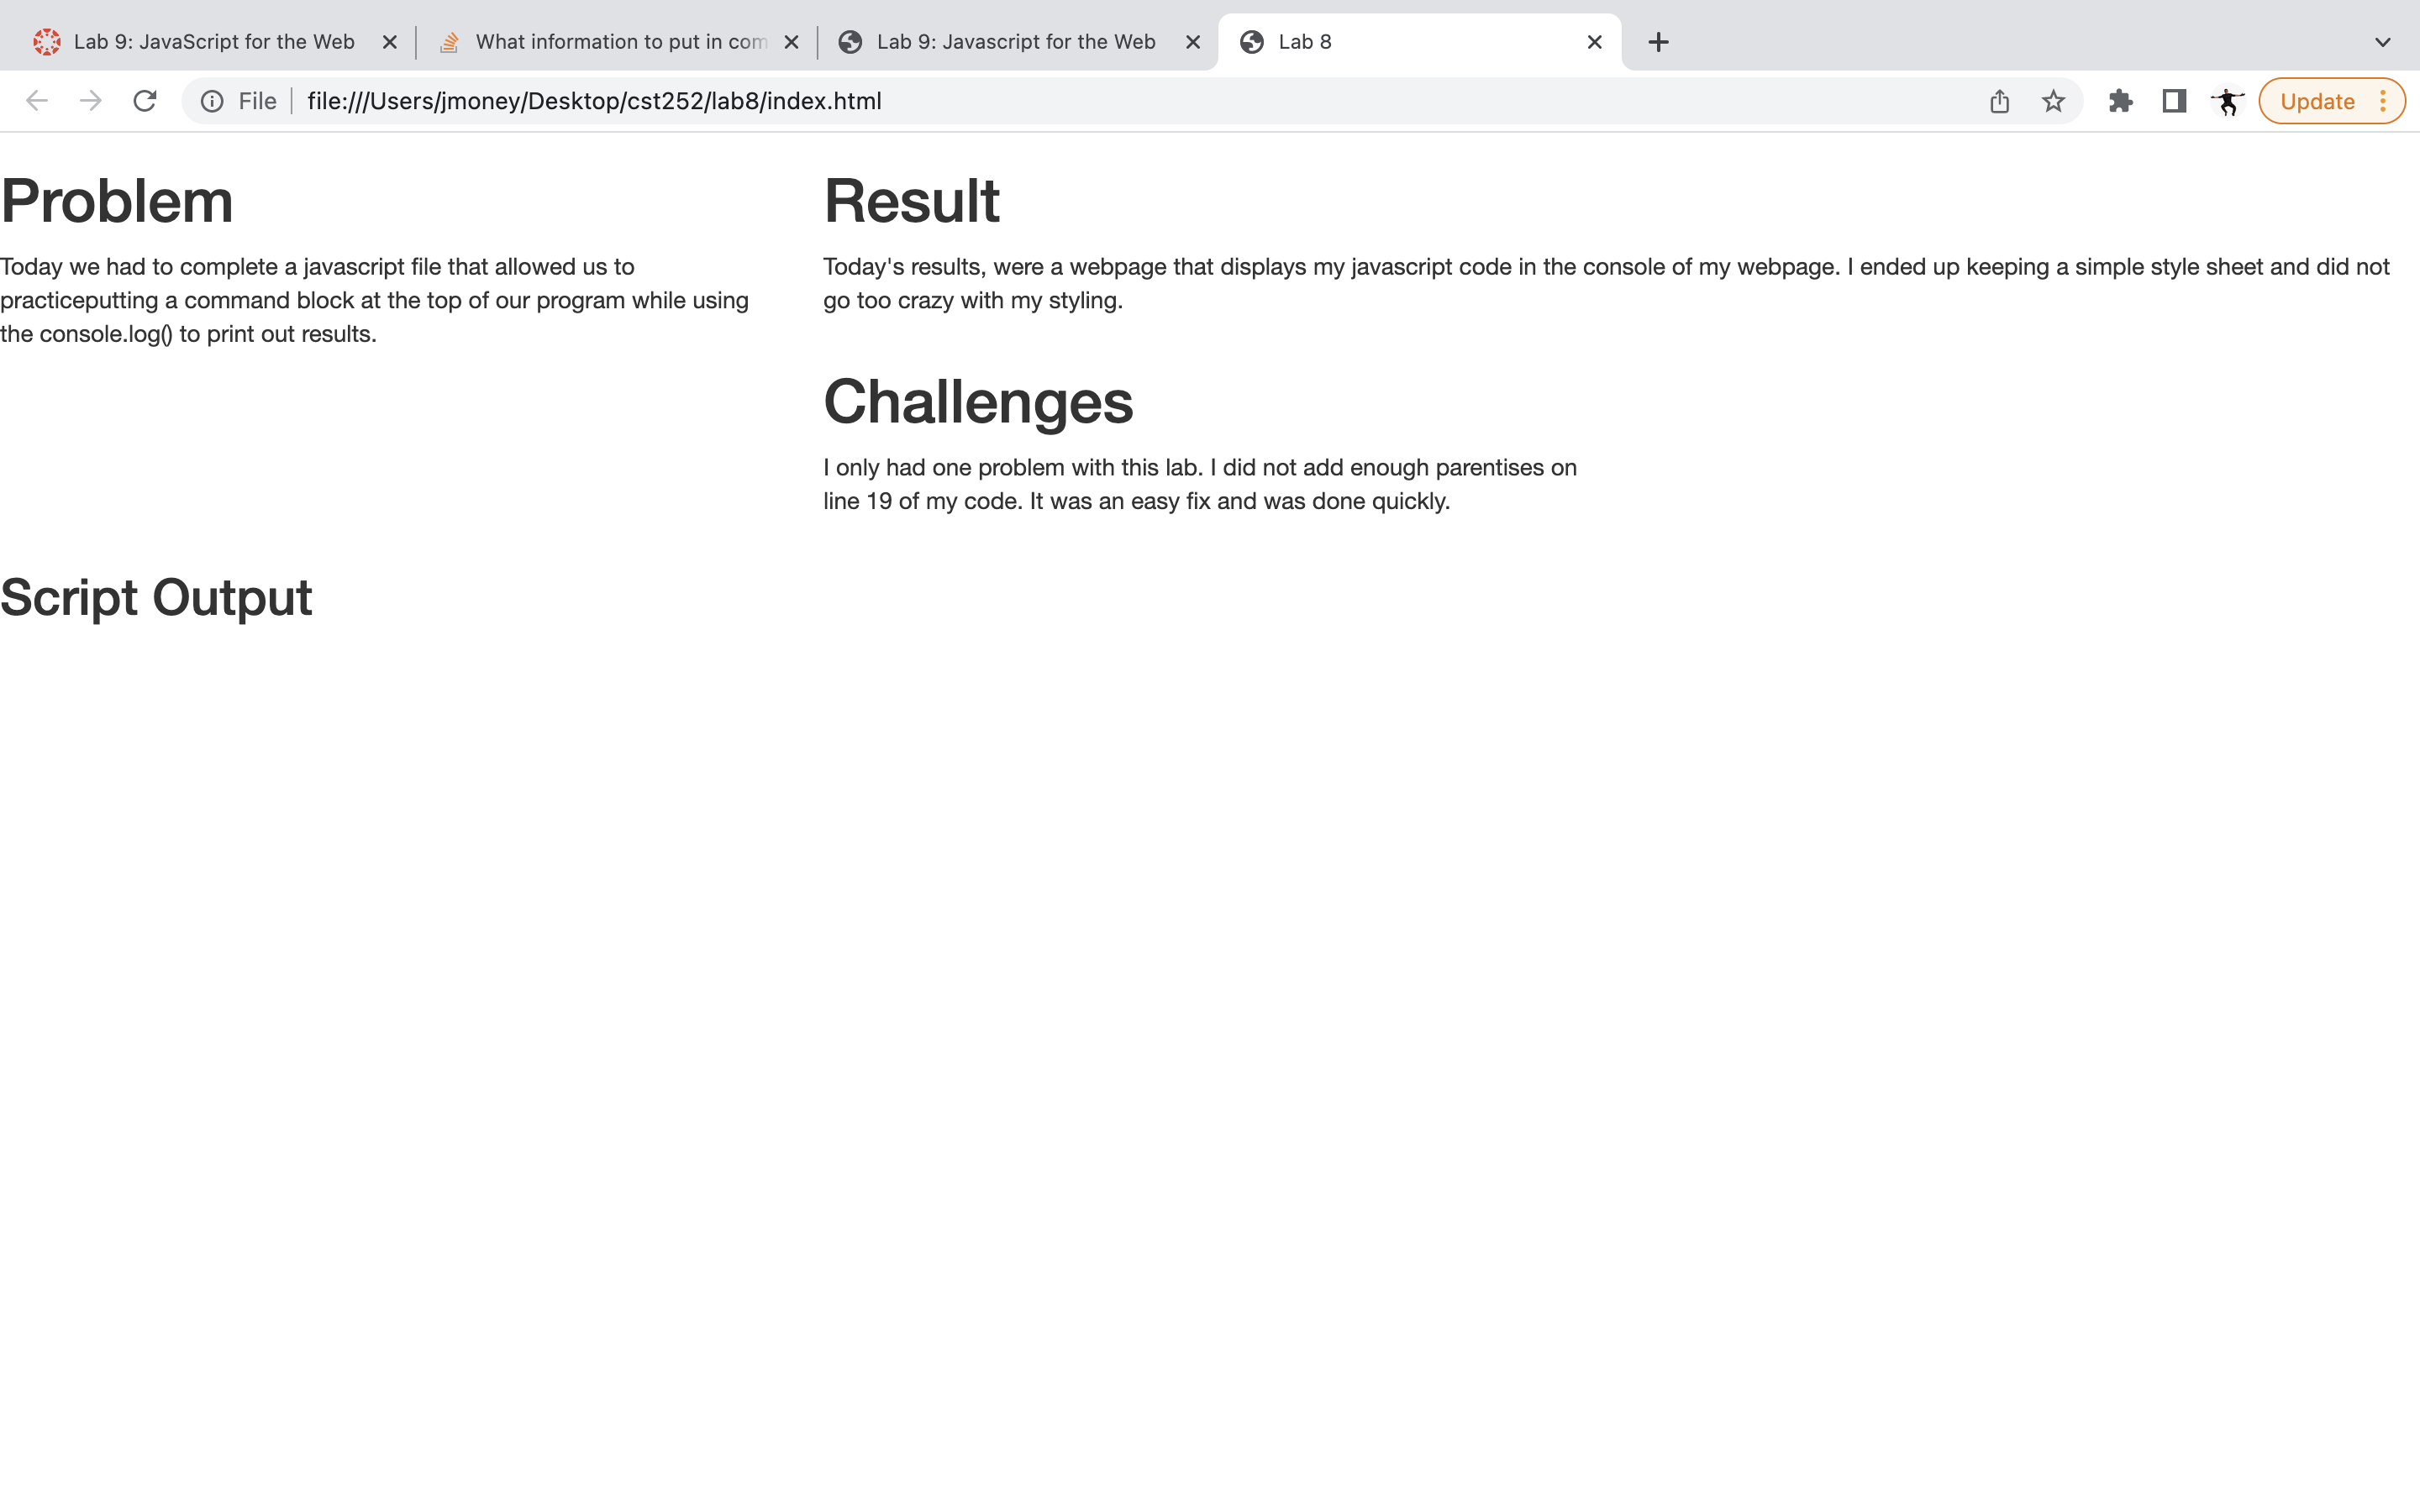 Lab 9: JavaScript for the Web
What information to put in com
Lab 9: Javascript for the Web
Lab 8
File
file:///Users/jmoney/Desktop/cst252/lab8/index.html
Update
Problem
Today we had to complete a javascript file that allowed us to
practiceputting a command block at the top of our program while using
the console.log() to print out results.
Result
Today's results, were a webpage that displays my javascript code in the console of my webpage. I ended up keeping a simple style sheet and did not
go too crazy with my styling.
Challenges
I only had one problem with this lab. I did not add enough parentises on
line 19 of my code. It was an easy fix and was done quickly.
Script Output